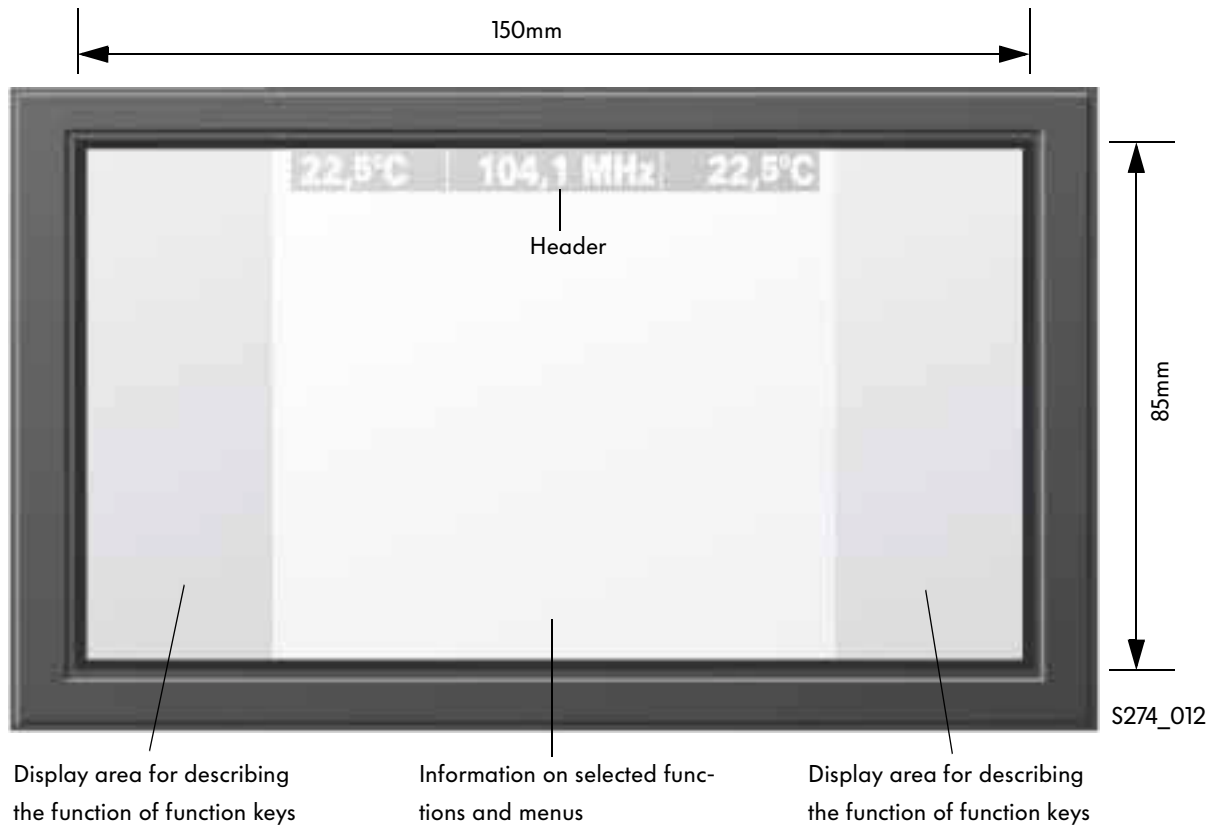 150mm
22,5°C 104,1 MHz 22,5°C
Header
85mm
S274_012
Display area for describing
the function of function keys
Information on selected func-
tions and menus
Display area for describing
the function of function keys